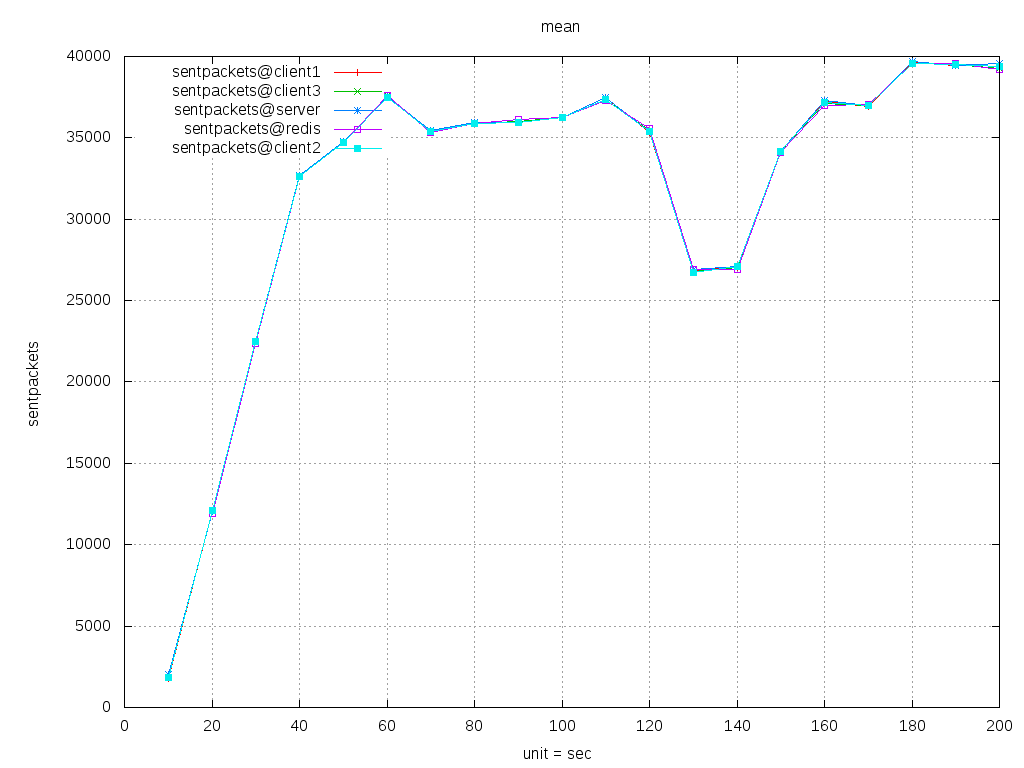 mean
sentpackets@client1
sentpackets@client3
sentpackets@server
sentpackets@redis
sentpackets@client2
40000
35000
30000
25000
20000
15000
10000
5000
0
sentpackets
0 20 40 60 80 100 120 140 160 180 200
unit = sec